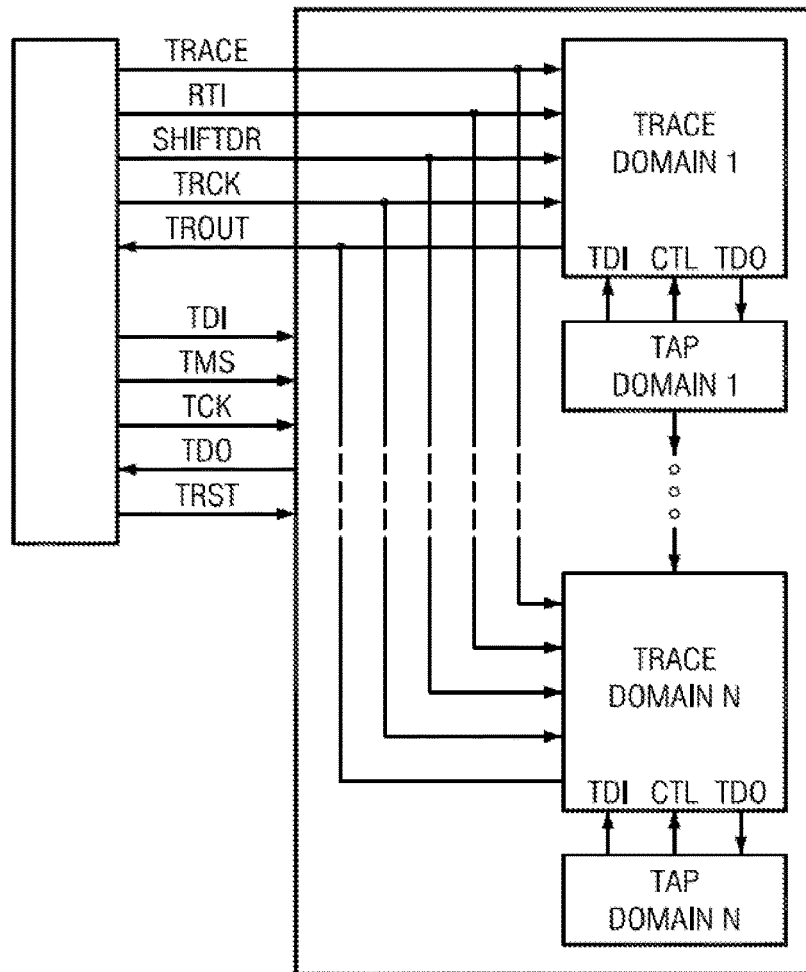 TRACE
RTI
SHIFTDR
TRCK
TROUT
TDI
TMS
TCK
TDO
TRST
TRACE
DOMAIN 1
TDI CTL TDO
TAP
DOMAIN 1
TRACE
DOMAIN N
TDI CTL TDO
TAP
DOMAIN N